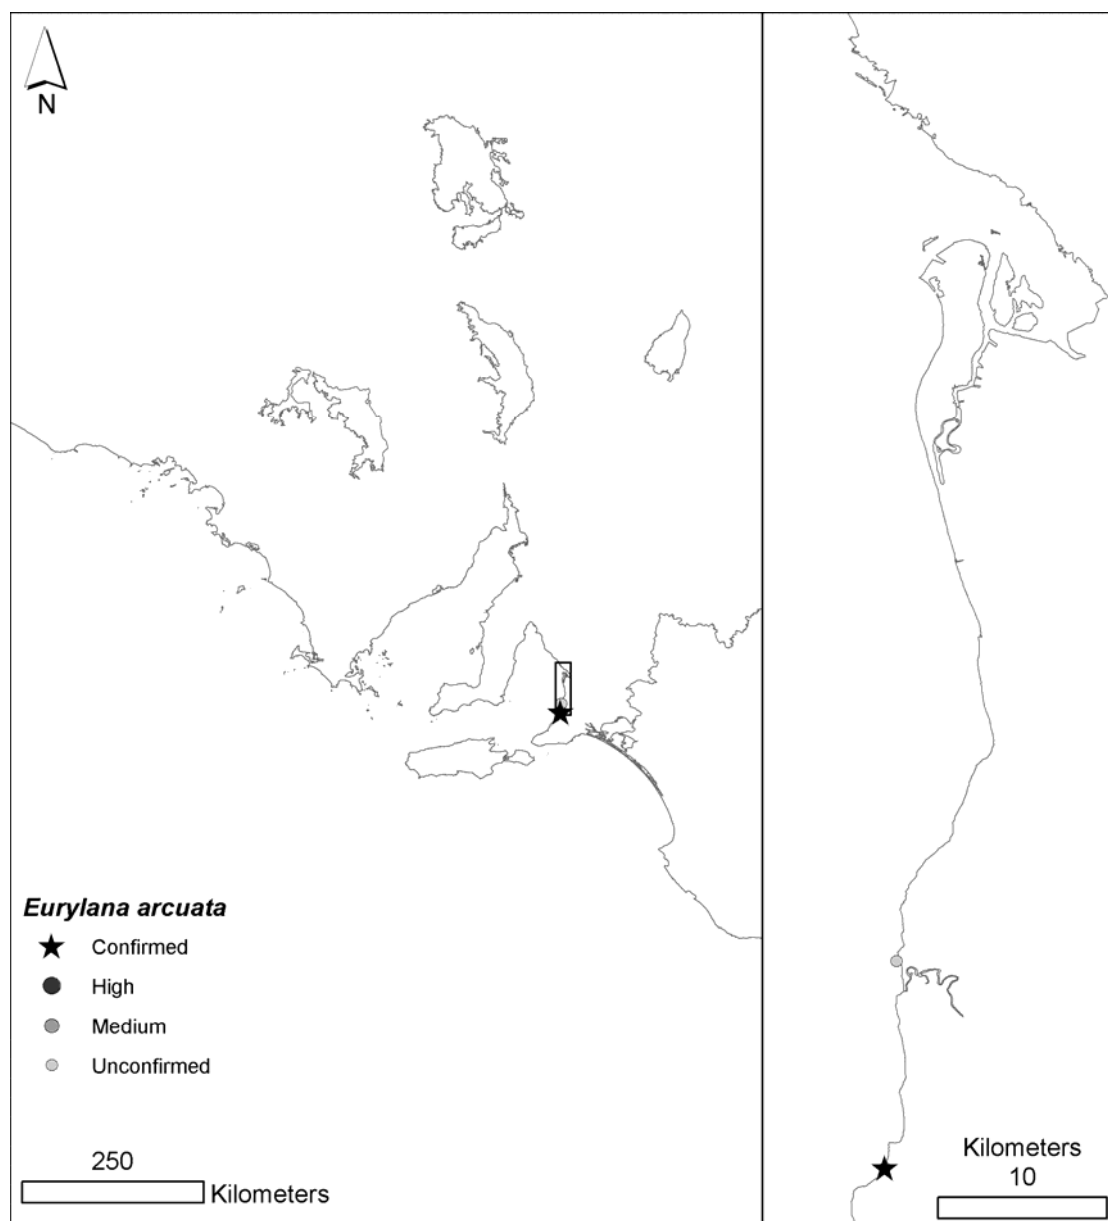 N
Eurylana arcuata
Confirmed
High
Medium
Unconfirmed
250
Kilometers
Kilometers
10